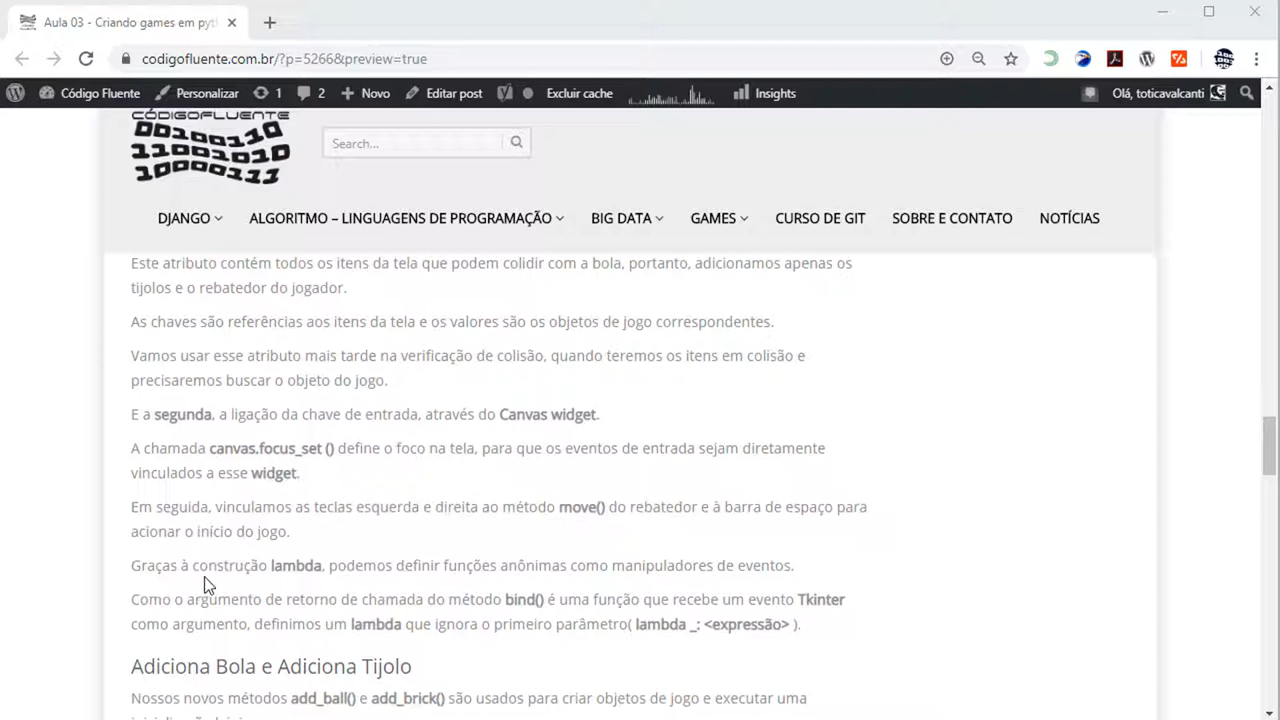 Aula 03 - Criando games em pyt
codigofluente.com.br/?p=5266&preview=true
Código Fluente Personalizar 1 2 Novo Editar post Excluir cache Insights Olá, toticavalcanti
CÓDIGOFLUENTE
00100110
11001010
10000111
Search...
DJANGO ALGORITMO – LINGUAGENS DE PROGRAMAÇÃO BIG DATA GAMES CURSO DE GIT SOBRE E CONTATO NOTÍCIAS
Este atributo contém todos os itens da tela que podem colidir com a bola, portanto, adicionamos apenas os
tijolos e o rebatedor do jogador.
As chaves são referências aos itens da tela e os valores são os objetos de jogo correspondentes.
Vamos usar esse atributo mais tarde na verificação de colisão, quando teremos os itens em colisão e
precisaremos buscar o objeto do jogo.
E a segunda, a ligação da chave de entrada, através do Canvas widget.
A chamada canvas.focus_set () define o foco na tela, para que os eventos de entrada sejam diretamente
vinculados a esse widget.
Em seguida, vinculamos as teclas esquerda e direita ao método move() do rebatedor e à barra de espaço para
acionar o início do jogo.
Graças à construção lambda, podemos definir funções anônimas como manipuladores de eventos.
Como o argumento de retorno de chamada do método bind() é uma função que recebe um evento Tkinter
como argumento, definimos um lambda que ignora o primeiro parâmetro( lambda _: <expressão> ).
Adiciona Bola e Adiciona Tijolo
Nossos novos métodos add_ball() e add_brick() são usados para criar objetos de jogo e executar uma